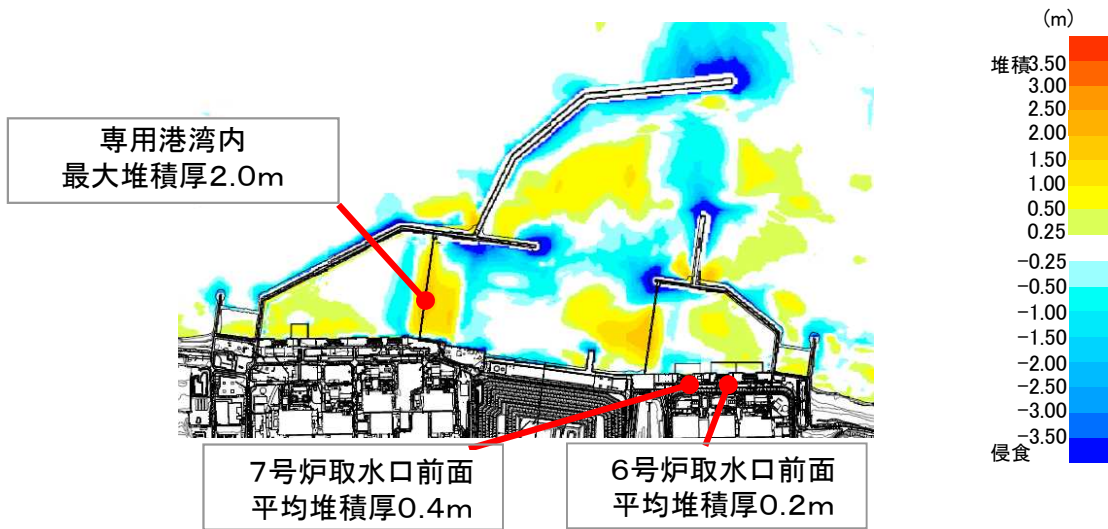 (m)
堆積
3.50
3.00
2.50
2.00
1.50
1.00
0.50
0.25
-0.25
-0.50
-1.00
-1.50
-2.00
-2.50
-3.00
-3.50
侵食
専用港湾内
最大堆積厚2.0m
7号炉取水口前面
平均堆積厚0.4m
6号炉取水口前面
平均堆積厚0.2m